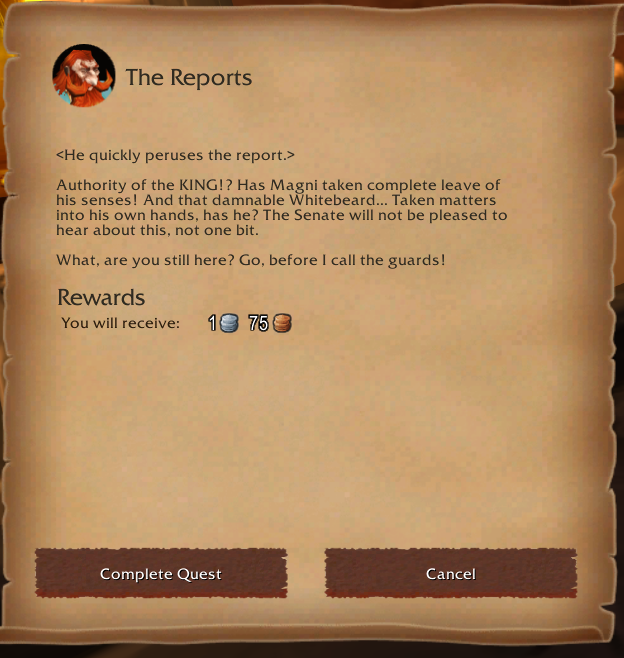 The Reports
<He quickly peruses the report.>
Authority of the KING!? Has Magni taken complete leave of
his senses! And that damnable Whitebeard... Taken matters
into his own hands, has he? The Senate will not be pleased to
hear about this, not one bit.
What, are you still here? Go, before I call the guards!
Rewards
You will receive: 1 75
Complete Quest Cancel